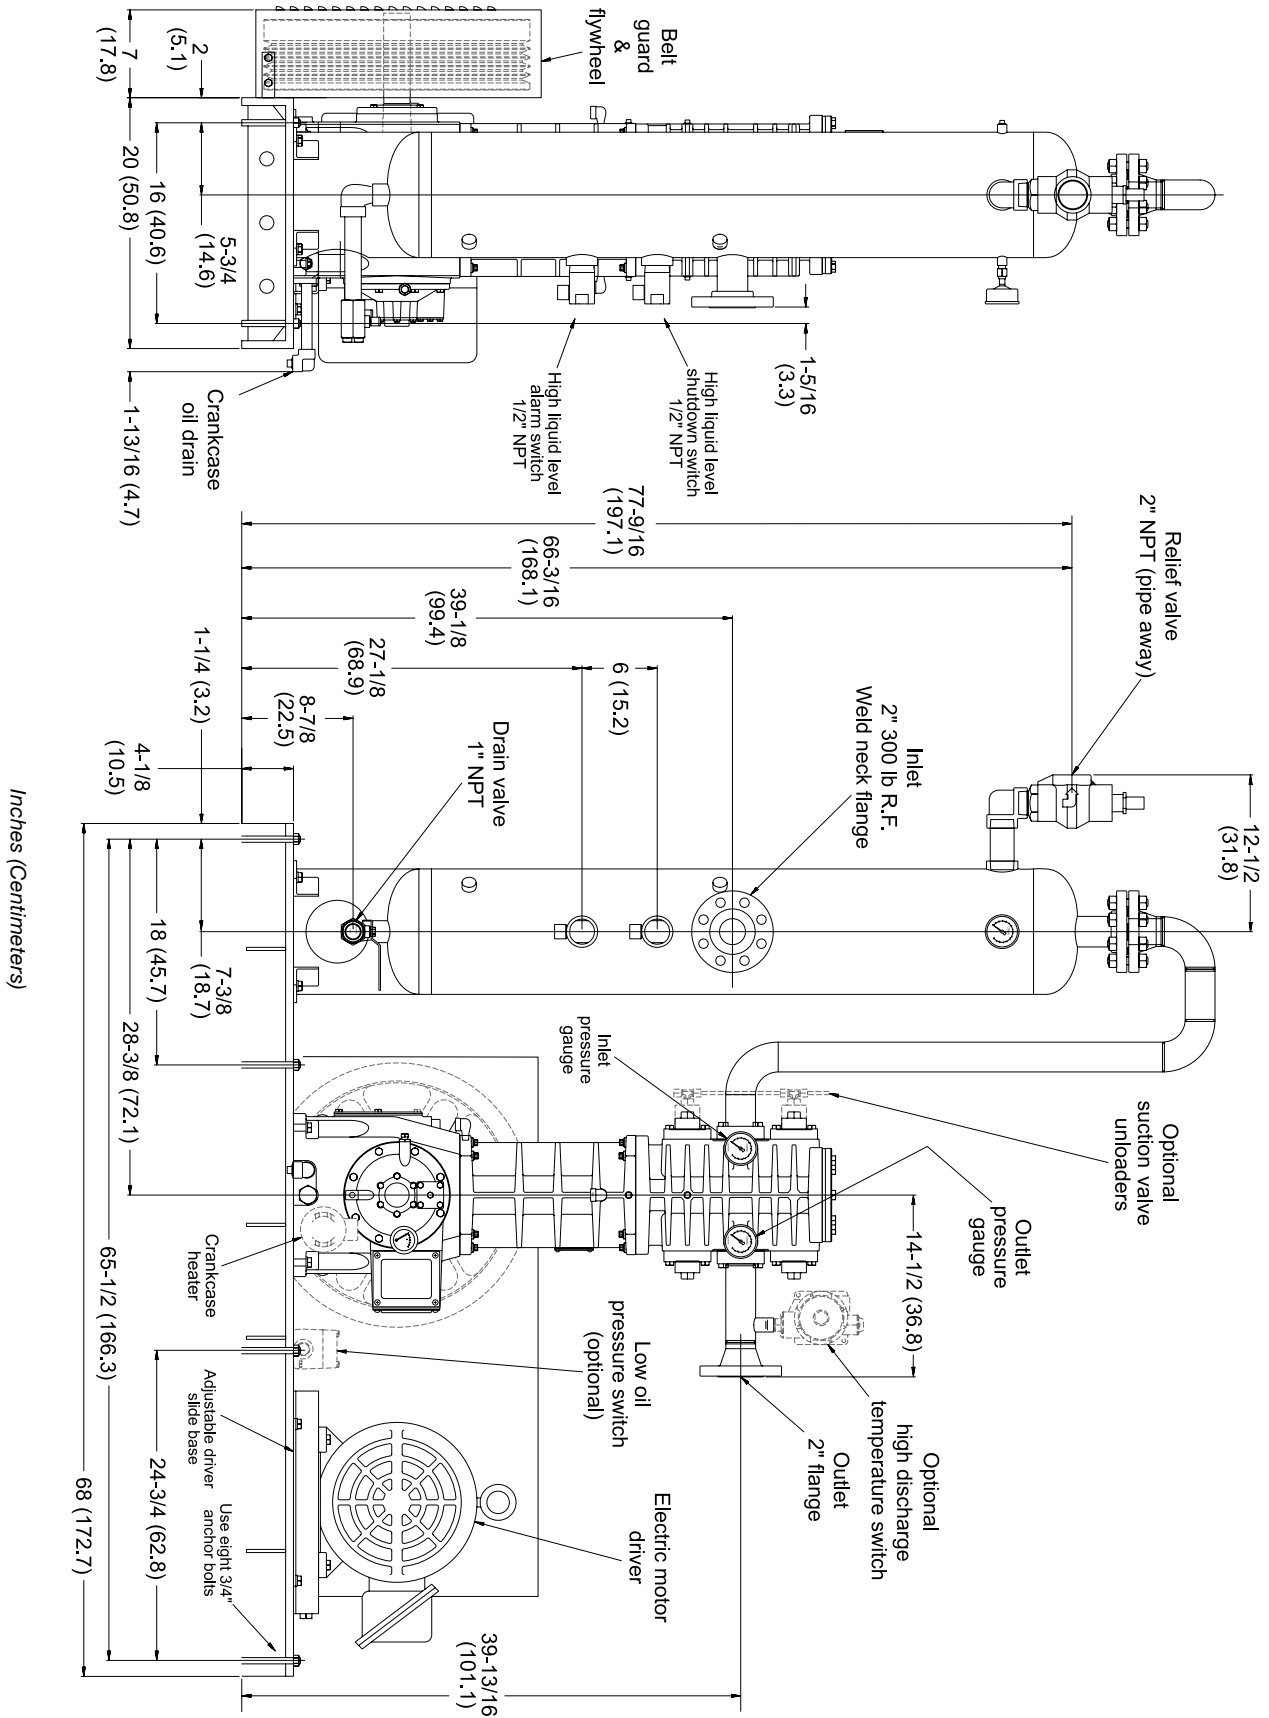 Belt
guard
&
flywheel
7
(17.8)
2
(5.1)
20 (50.8)
16 (40.6)
5-3/4
(14.6)
1-5/16
(3.3)
High liquid level
shutdown switch
1/2" NPT
High liquid level
alarm switch
1/2" NPT
Crankcase
oil drain
1-13/16 (4.7)
77-9/16
(197.1)
66-3/16
(168.1)
39-1/8
(99.4)
27-1/8
(68.9)
6 (15.2)
8-7/8
(22.5)
1-1/4 (3.2)
4-1/8
(10.5)
Relief valve
2" NPT (pipe away)
12-1/2
(31.8)
Inlet
2" 300 lb R.F.
Weld neck flange
Drain valve
1" NPT
7-3/8
(18.7)
18 (45.7)
28-3/8 (72.1)
65-1/2 (166.3)
68 (172.7)
24-3/4 (62.8)
Inlet
pressure
gauge
Optional
suction valve
unloaders
Outlet
pressure
gauge
14-1/2 (36.8)
Optional
high discharge
temperature switch
Outlet
2" flange
Crankcase
heater
Low oil
pressure switch
(optional)
Adjustable driver
slide base
Use eight 3/4"
anchor bolts
Electric motor
driver
39-13/16
(101.1)
Inches (Centimeters)